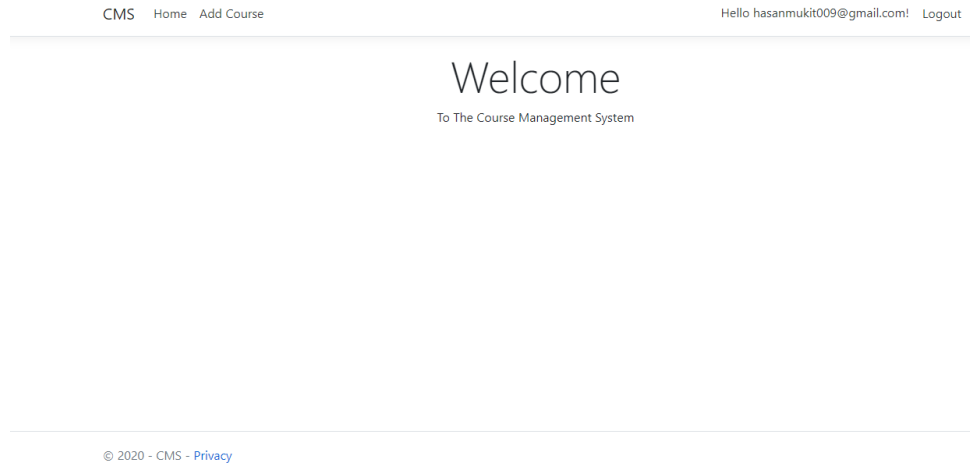 CMS Home Add Course Hello hasanmukit009@gmail.com! Logout
Welcome
To The Course Management System
© 2020 - CMS - Privacy